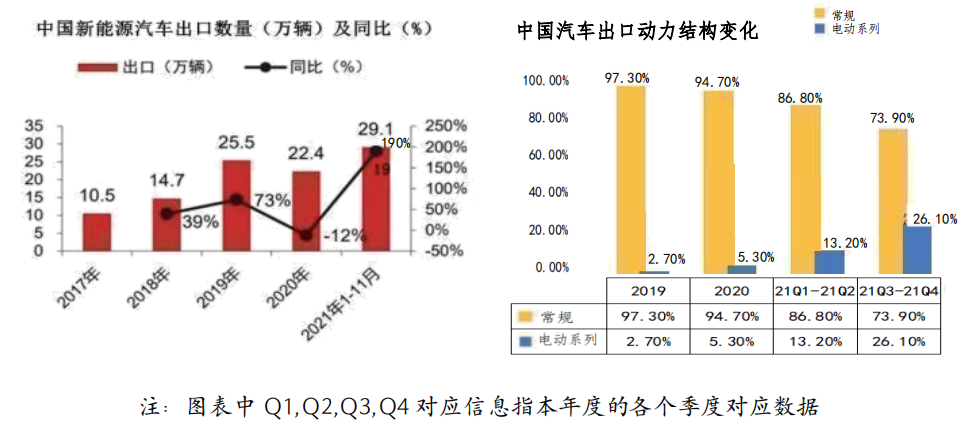 中国新能源汽车出口数量（万辆）及同比（%）
出口（万辆） 同比（%）
35
30
25
20
15
10
5
0
250%
200%
150%
100%
50%
0%
-50%
10.5
14.7
25.5
22.4
29.1
39%
73%
-12%
190%
19
2017年
2018年
2019年
2020年
2021年1-11月
中国汽车出口动力结构变化
常规
电动系列
100.00%
80.00%
60.00%
40.00%
20.00%
0.00%
97.30%
94.70%
86.80%
73.90%
2.70%
5.30%
13.20%
26.10%
2019 2020 21Q1-21Q2 21Q3-21Q4
常规 97.30% 94.70% 86.80% 73.90%
电动系列 2.70% 5.30% 13.20% 26.10%
注：图表中 Q1,Q2,Q3,Q4 对应信息指本年度的各个季度对应数据